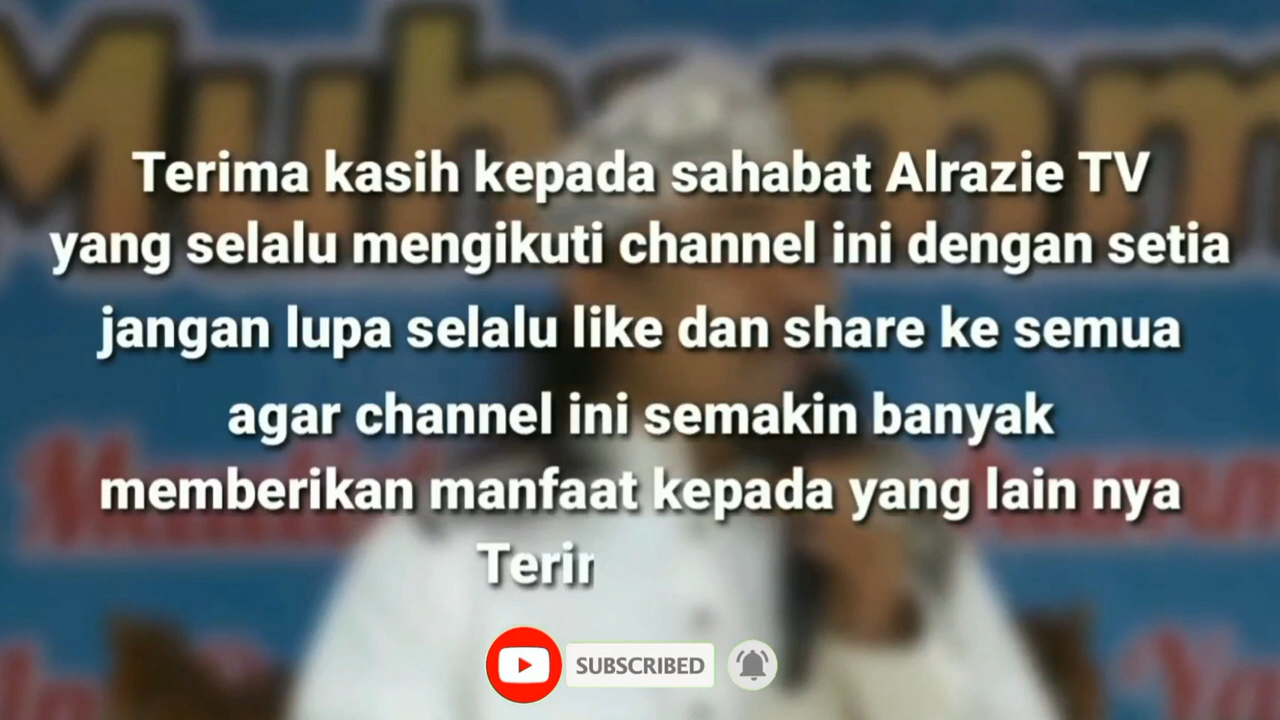 Terima kasih kepada sahabat Alrazie TV
yang selalu mengikuti channel ini dengan setia
jangan lupa selalu like dan share ke semua
agar channel ini semakin banyak
memberikan manfaat kepada yang lain nya
Terir
SUBSCRIBED